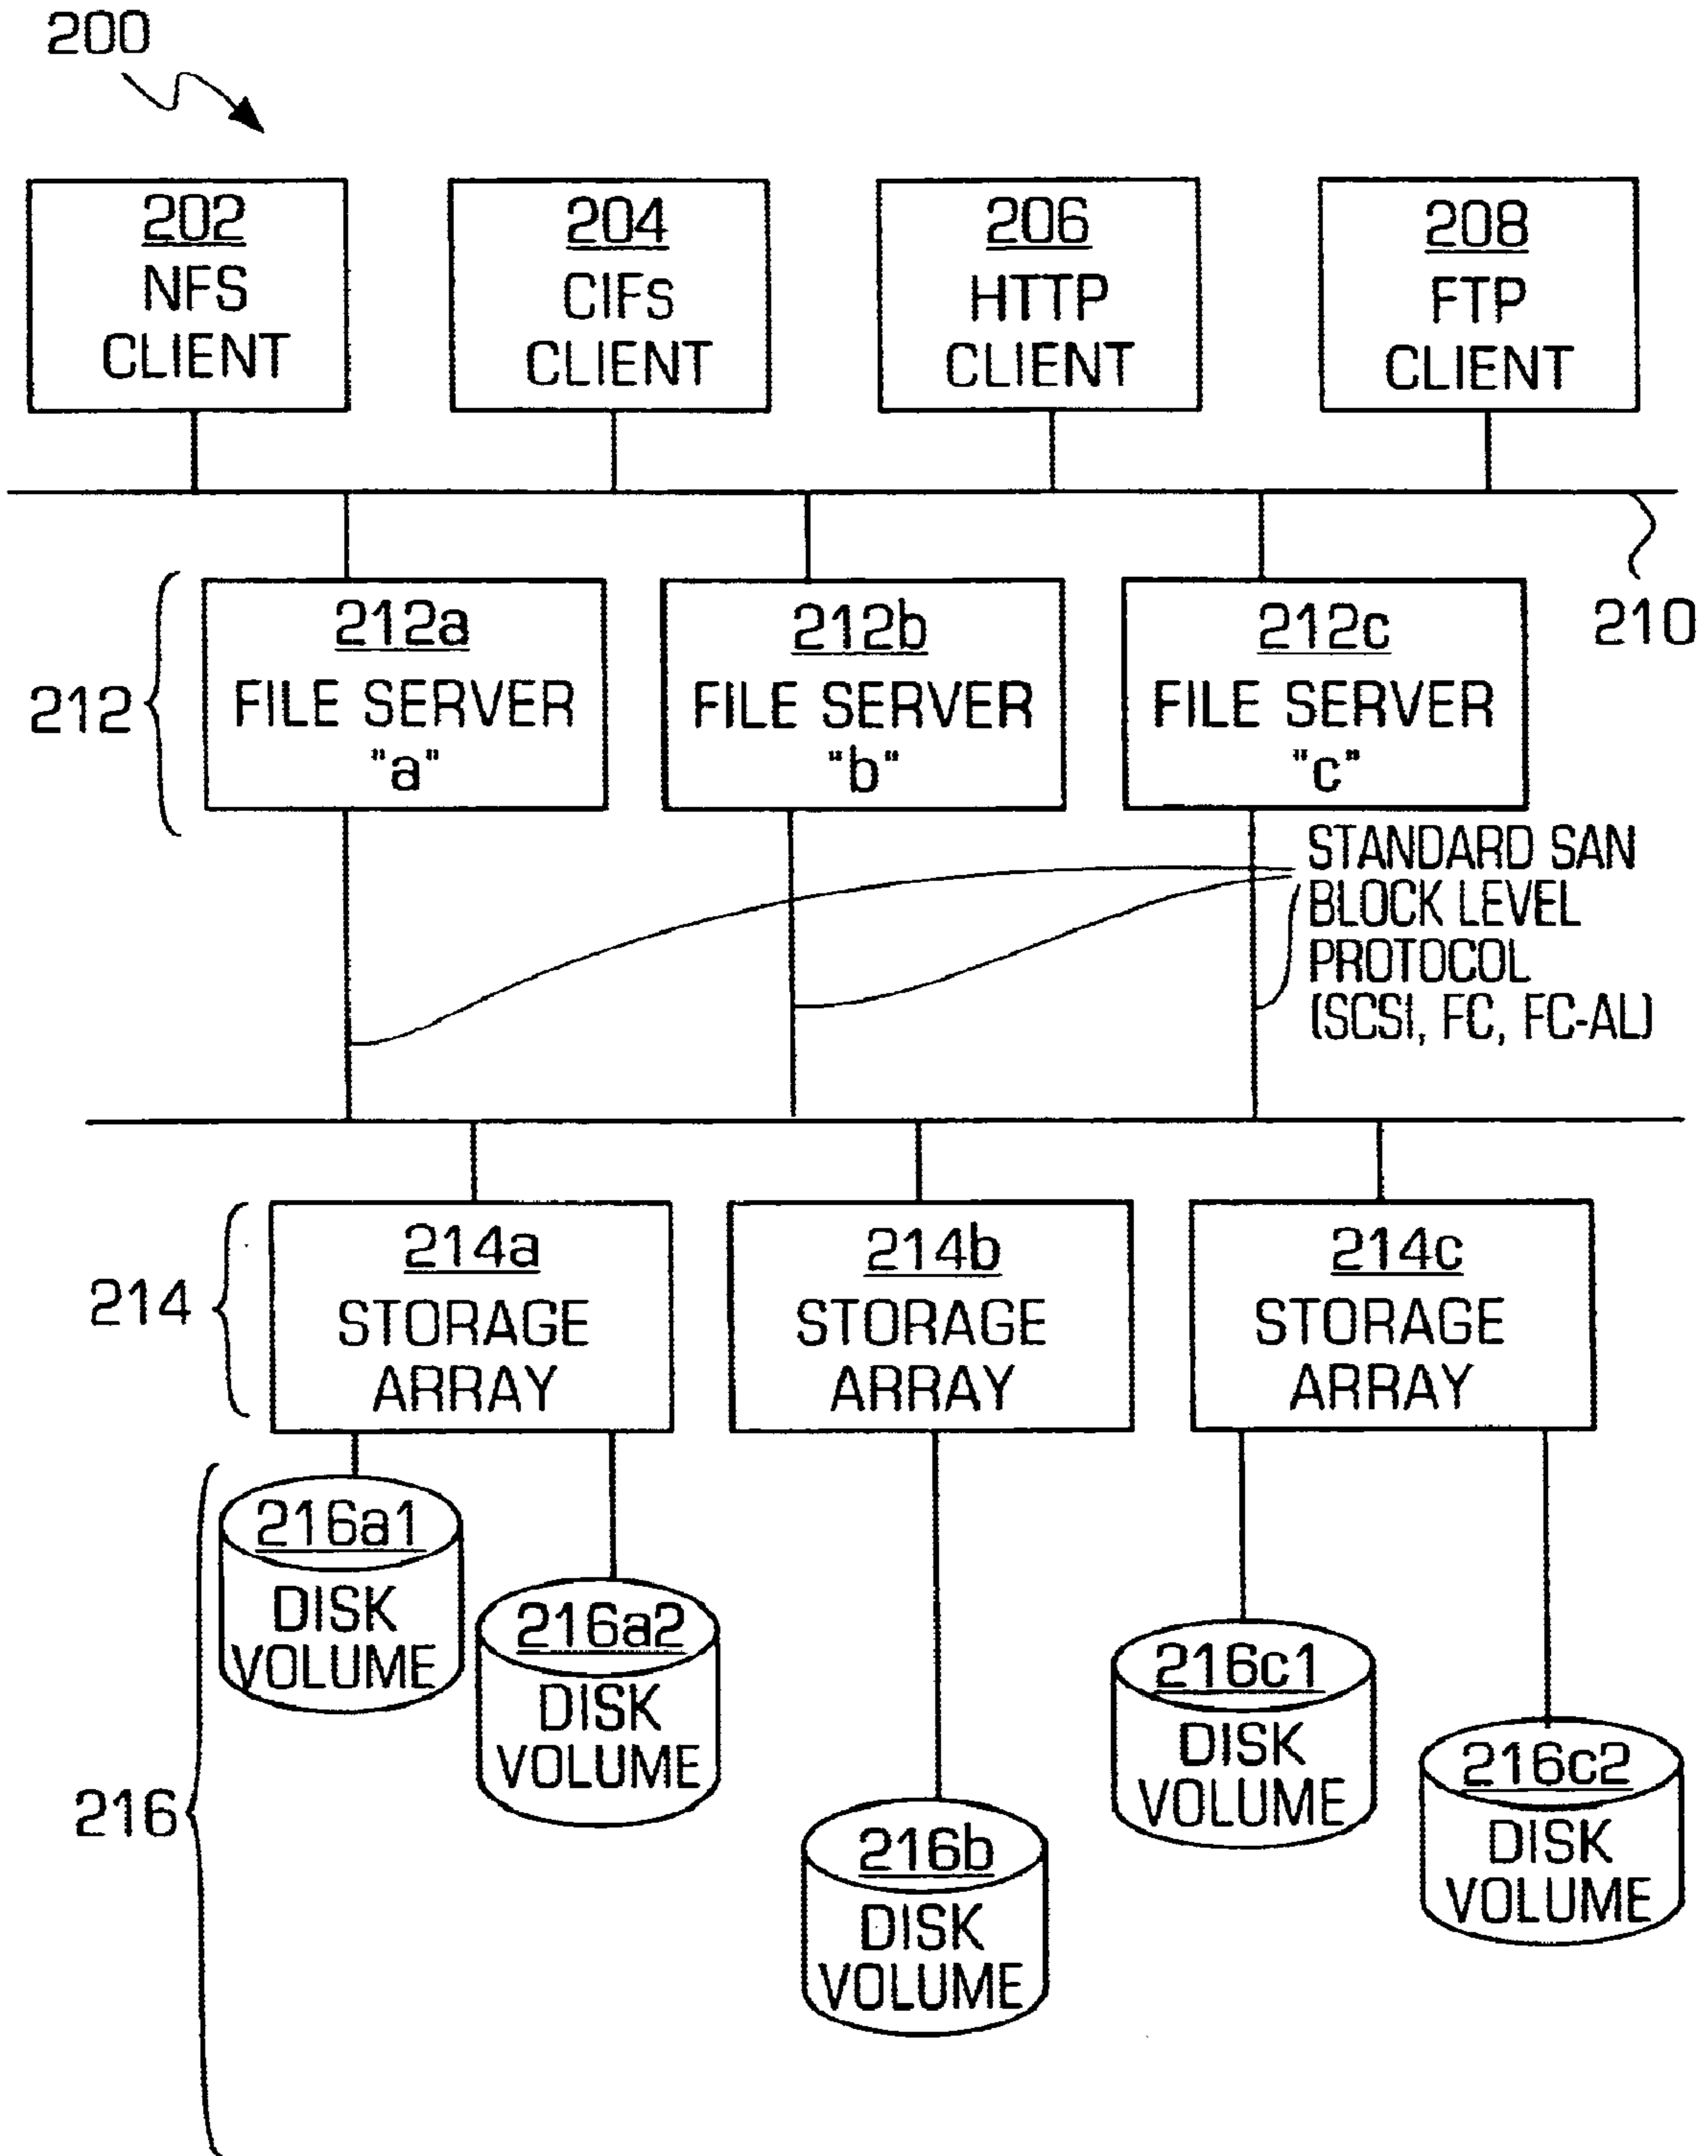 200
202
NFS
CLIENT
204
CIFs
CLIENT
206
HTTP
CLIENT
208
FTP
CLIENT
210
212
212a
FILE SERVER
"a"
212b
FILE SERVER
"b"
212c
FILE SERVER
"c"
STANDARD SAN
BLOCK LEVEL
PROTOCOL
(SCSI, FC, FC-AL)
214
214a
STORAGE
ARRAY
214b
STORAGE
ARRAY
214c
STORAGE
ARRAY
216
216a1
DISK
VOLUME
216a2
DISK
VOLUME
216b
DISK
VOLUME
216c1
DISK
VOLUME
216c2
DISK
VOLUME